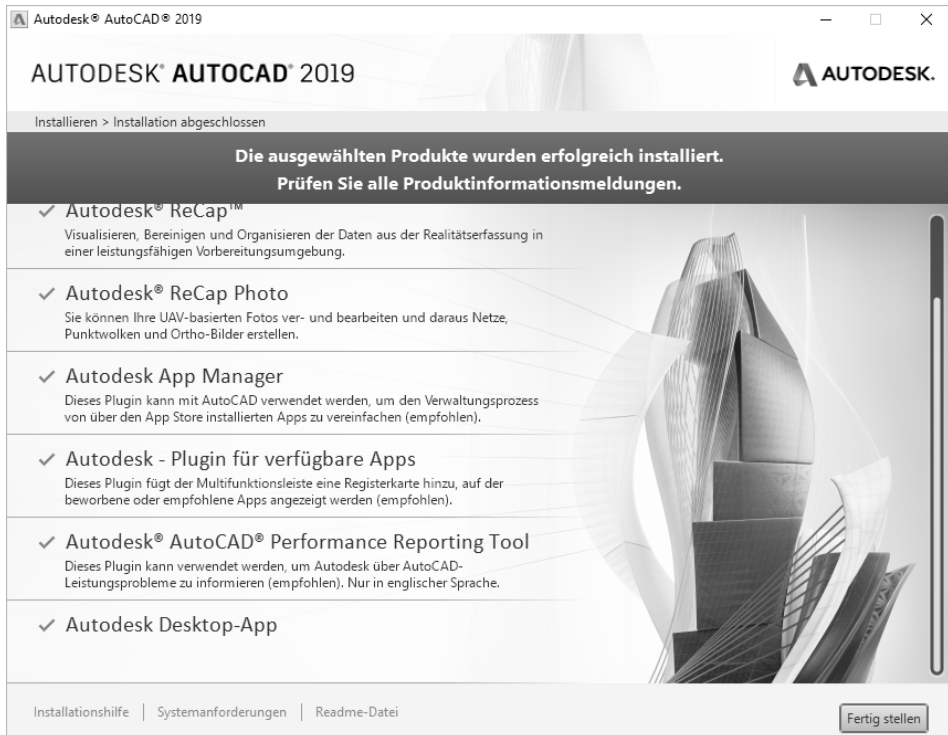 Autodesk® AutoCAD® 2019
AUTODESK® AUTOCAD® 2019
AUTODESK.
Installieren > Installation abgeschlossen
Die ausgewählten Produkte wurden erfolgreich installiert.
Prüfen Sie alle Produktinformationsmeldungen.
Autodesk® ReCap™
Visualisieren, Bereinigen und Organisieren der Daten aus der Realitätserfassung in
einer leistungsfähigen Vorbereitungsumgebung.
Autodesk® ReCap Photo
Sie können Ihre UAV-basierten Fotos ver- und bearbeiten und daraus Netze,
Punktwolken und Ortho-Bilder erstellen.
Autodesk App Manager
Dieses Plugin kann mit AutoCAD verwendet werden, um den Verwaltungsprozess
von über den App Store installierten Apps zu vereinfachen (empfohlen).
Autodesk - Plugin für verfügbare Apps
Dieses Plugin fügt der Multifunktionsleiste eine Registerkarte hinzu, auf der
beworbene oder empfohlene Apps angezeigt werden (empfohlen).
Autodesk® AutoCAD® Performance Reporting Tool
Dieses Plugin kann verwendet werden, um Autodesk über AutoCAD-
Leistungsprobleme zu informieren (empfohlen). Nur in englischer Sprache.
Autodesk Desktop-App
Installationshilfe | Systemanforderungen | Readme-Datei
Fertig stellen